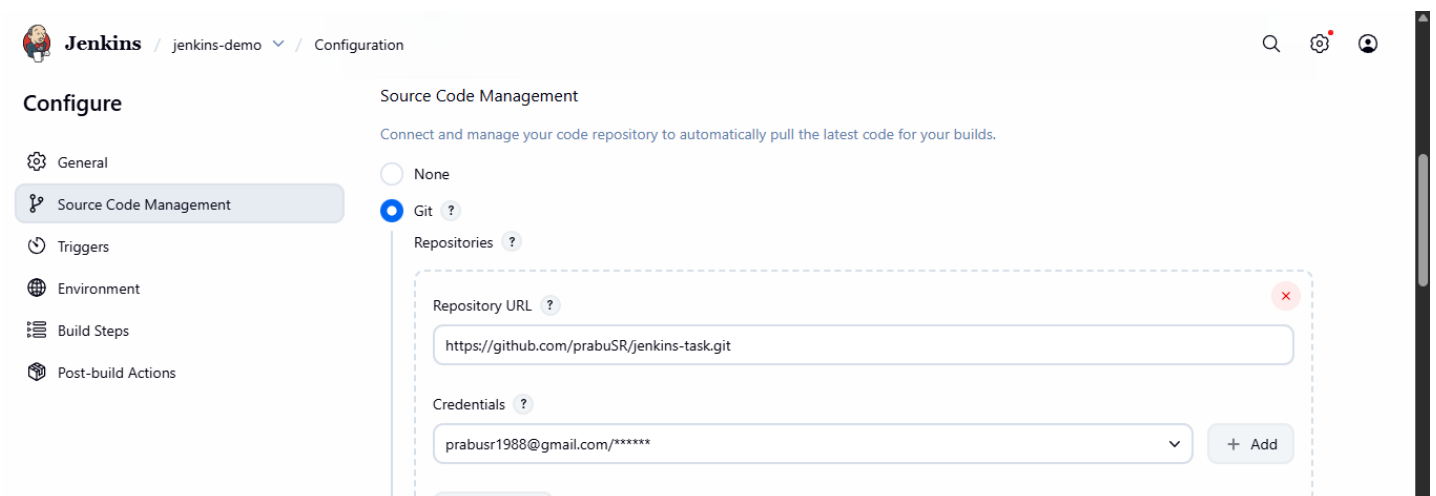 Jenkins / jenkins-demo / Configuration
Configure
General
Source Code Management
Triggers
Environment
Build Steps
Post-build Actions
Source Code Management
Connect and manage your code repository to automatically pull the latest code for your builds.
None
Git ?
Repositories ?
Repository URL ?
https://github.com/prabuSR/jenkins-task.git
Credentials ?
prabusr1988@gmail.com/******
+ Add